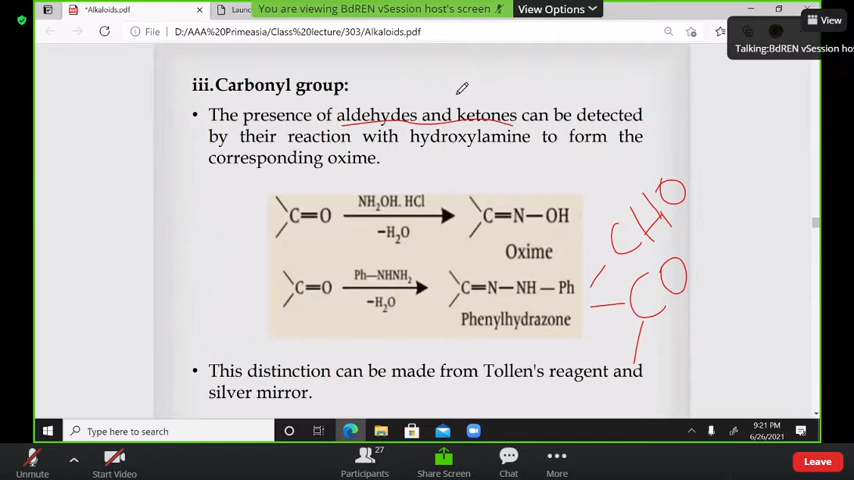 *Alkaloids.pdf
Laun
You are viewing BdREN vSession host's screen
View Options
View
File
D:/AAA%20Primeasia/Class%20lecture/303/Alkaloids.pdf
Talking:BdREN vSession hos
iii. Carbonyl group:
• The presence of aldehydes and ketones can be detected
by their reaction with hydroxylamine to form the
corresponding oxime.
C=O NH2OH. HCl −H2O C=N—OH
Oxime
C=O Ph—NHNH2 −H2O C=N—NH—Ph
Phenylhydrazone
CHO
CO
• This distinction can be made from Tollen's reagent and
silver mirror.
Type here to search
9:21 PM
6/26/2021
27
Unmute
Start Video
Participants
Share Screen
Chat
More
Leave